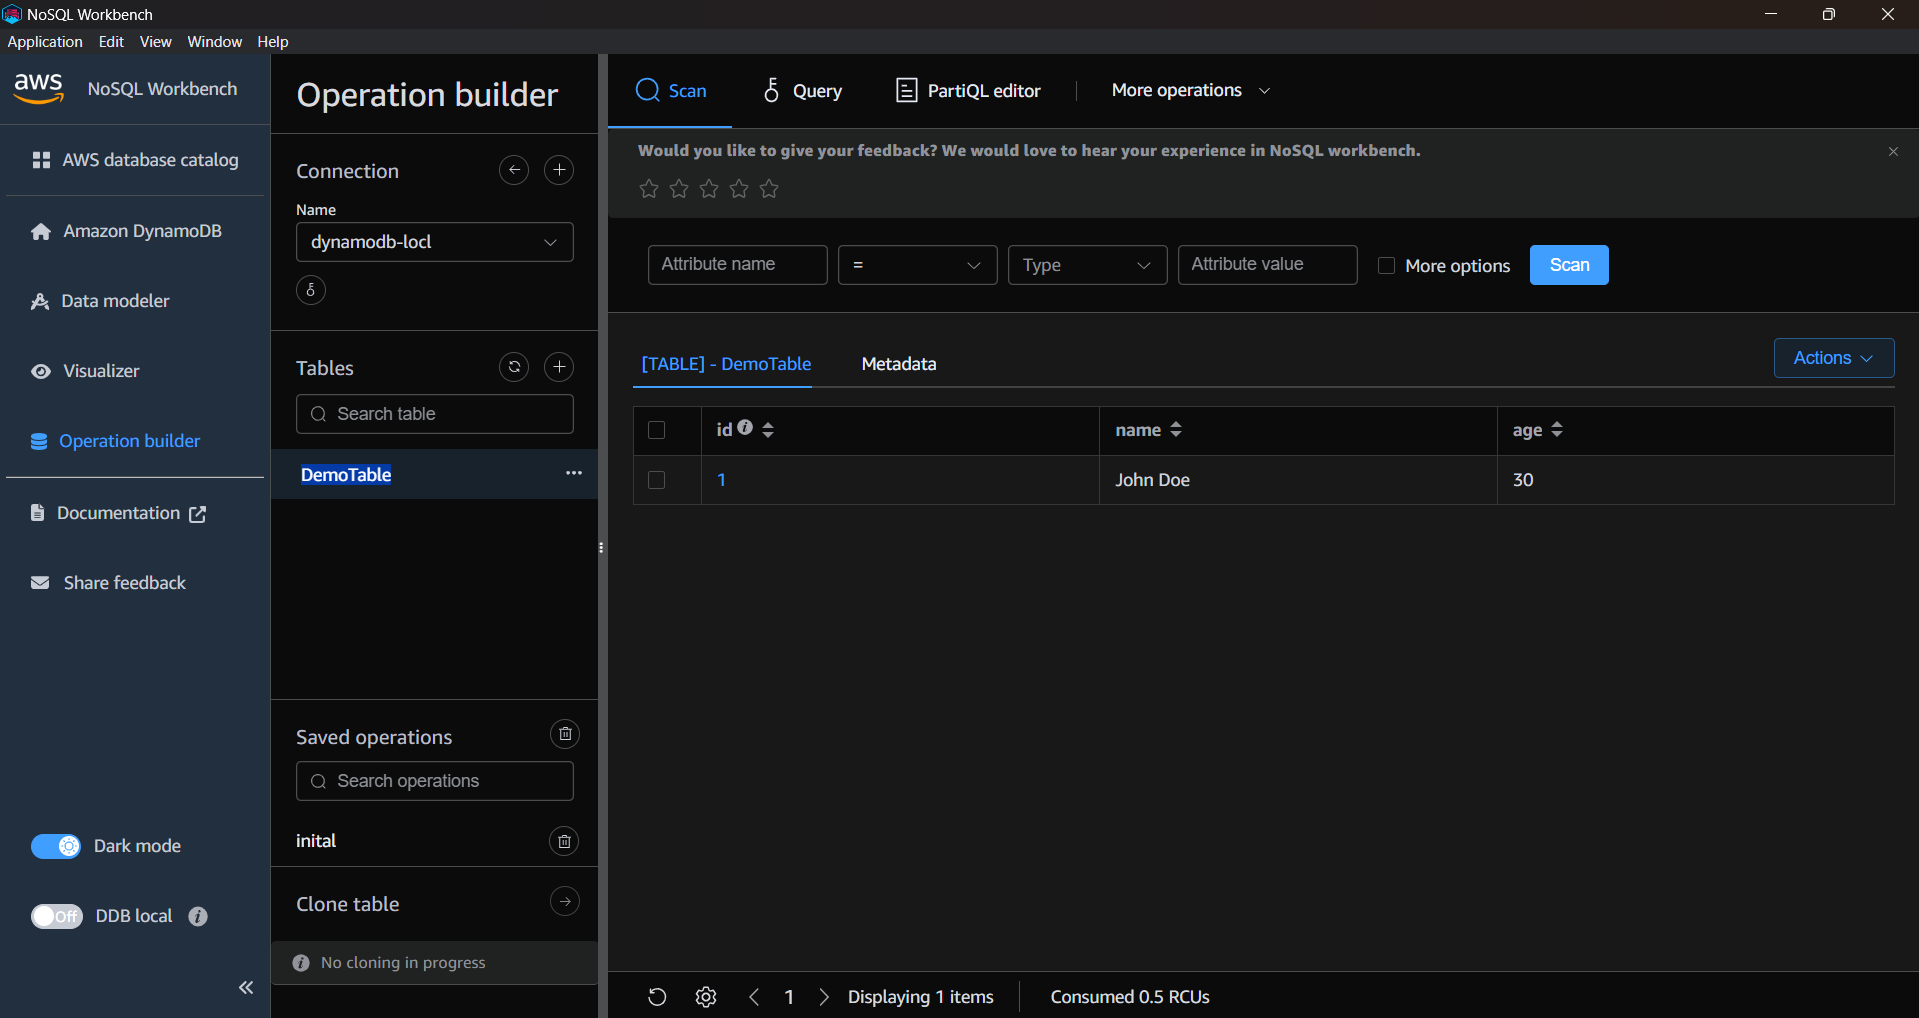 NoSQL Workbench
Application Edit View Window Help
aws NoSQL Workbench
AWS database catalog
Amazon DynamoDB
Data modeler
Visualizer
Operation builder
Documentation
Share feedback
Dark mode
Off DDB local
Operation builder
Connection
Name
dynamodb-locl
Tables
Search table
DemoTable
Saved operations
Search operations
inital
Clone table
No cloning in progress
Scan Query PartiQL editor More operations
Would you like to give your feedback? We would love to hear your experience in NoSQL workbench.
Attribute name = Type Attribute value More options Scan
[TABLE] - DemoTable Metadata Actions
id name age
1 John Doe 30
1 Displaying 1 items Consumed 0.5 RCUs